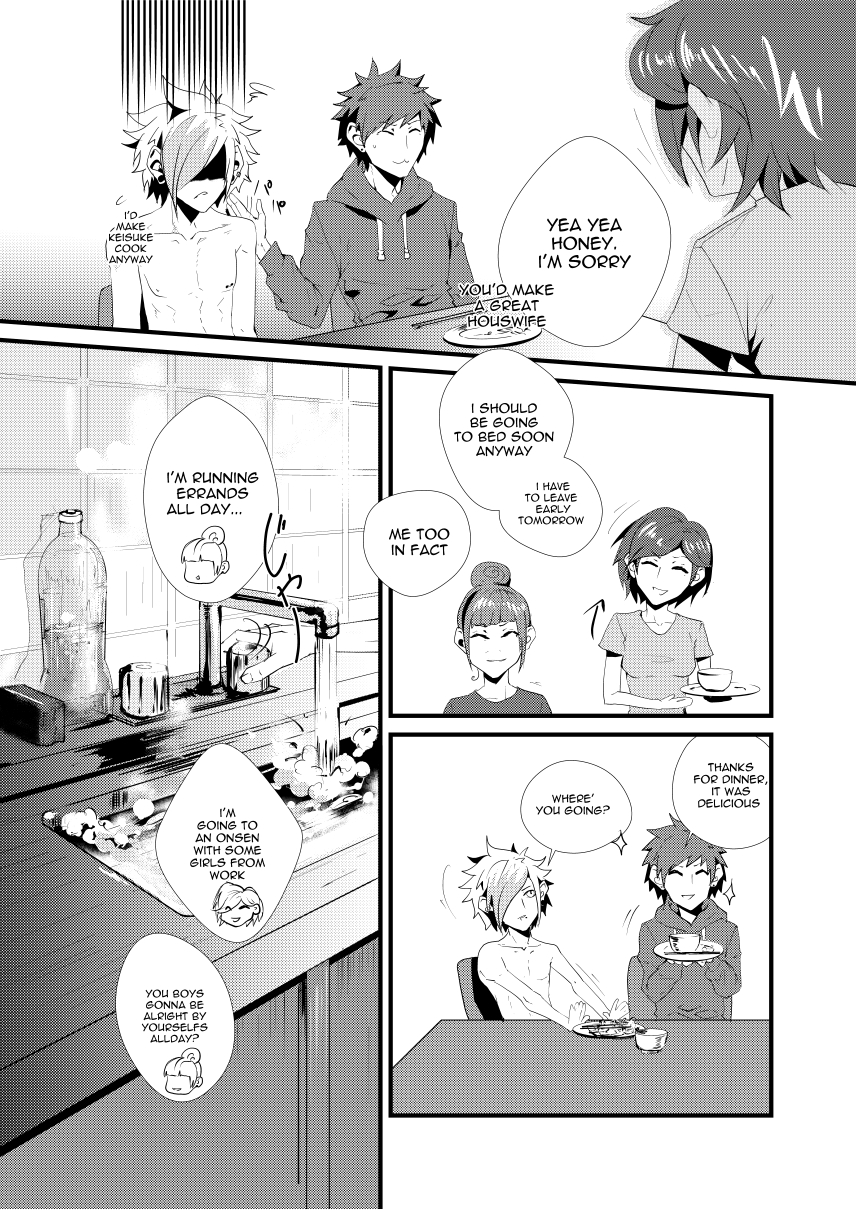 YEA YEA
HONEY.
I'M SORRY
YOU'D MAKE
A GREAT
HOUSWIFE
I'D
MAKE
KEISUKE
COOK
ANYWAY
I SHOULD
BE GOING
TO BED SOON
ANYWAY
I HAVE
TO LEAVE
EARLY
TOMORROW
ME TOO
IN FACT
I'M RUNNING
ERRANDS
ALL DAY...
じゃー
I'M
GOING TO
AN ONSEN
WITH SOME
GIRLS FROM
WORK
YOU BOYS
GONNA BE
ALRIGHT BY
YOURSELFS
ALLDAY?
THANKS
FOR DINNER,
IT WAS
DELICIOUS
WHERE'
YOU GOING?